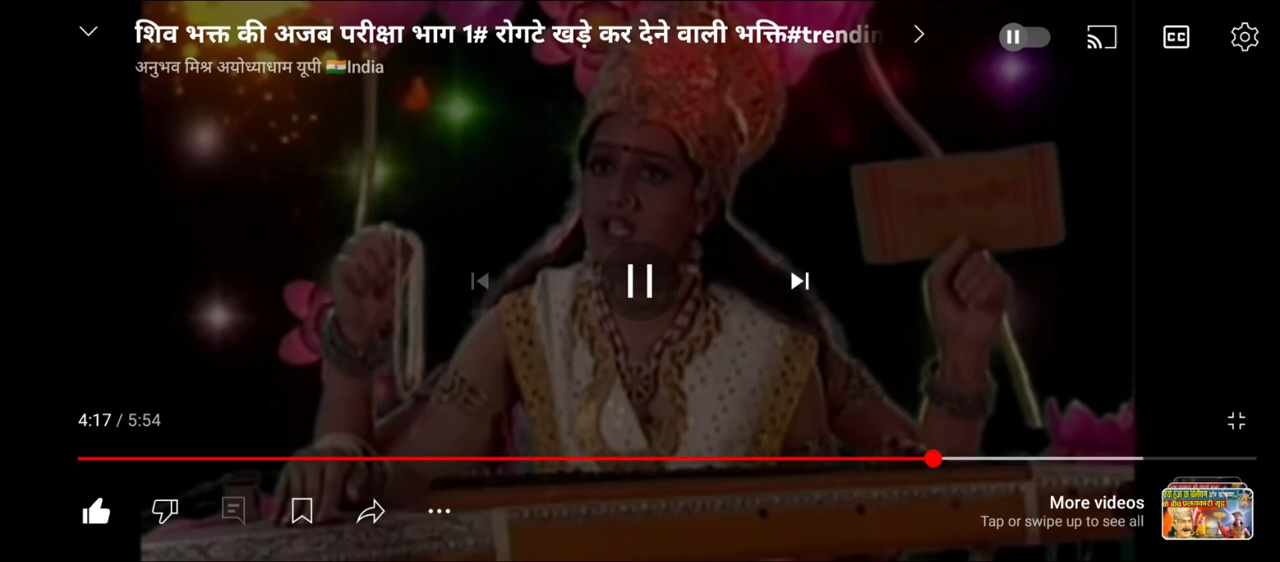 शिव भक्त की अजब परीक्षा भाग 1# रोगटे खड़े कर देने वाली भक्ति#trendin
अनुभव मिश्र अयोध्याधाम यूपी 🇮🇳India
CC
4:17 / 5:54
More videos
Tap or swipe up to see all